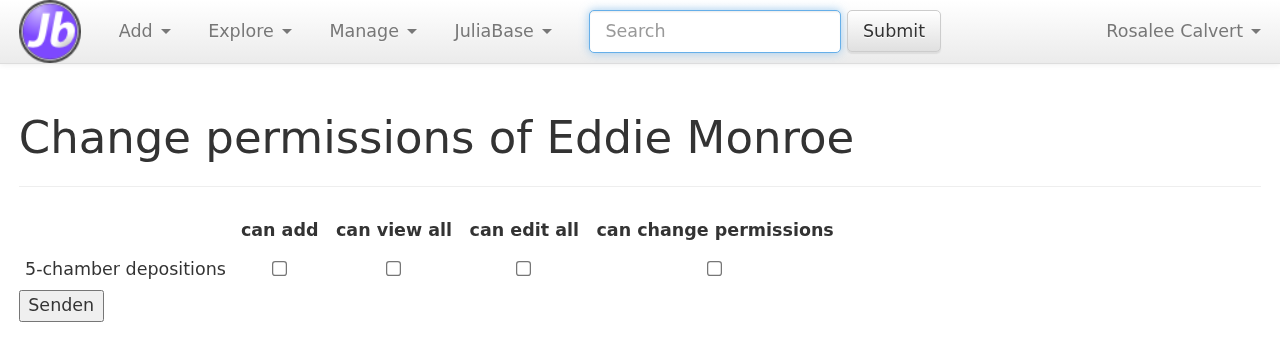 Jb Add Explore Manage JuliaBase Search Submit Rosalee Calvert
Change permissions of Eddie Monroe
can add can view all can edit all can change permissions
5-chamber depositions
Senden